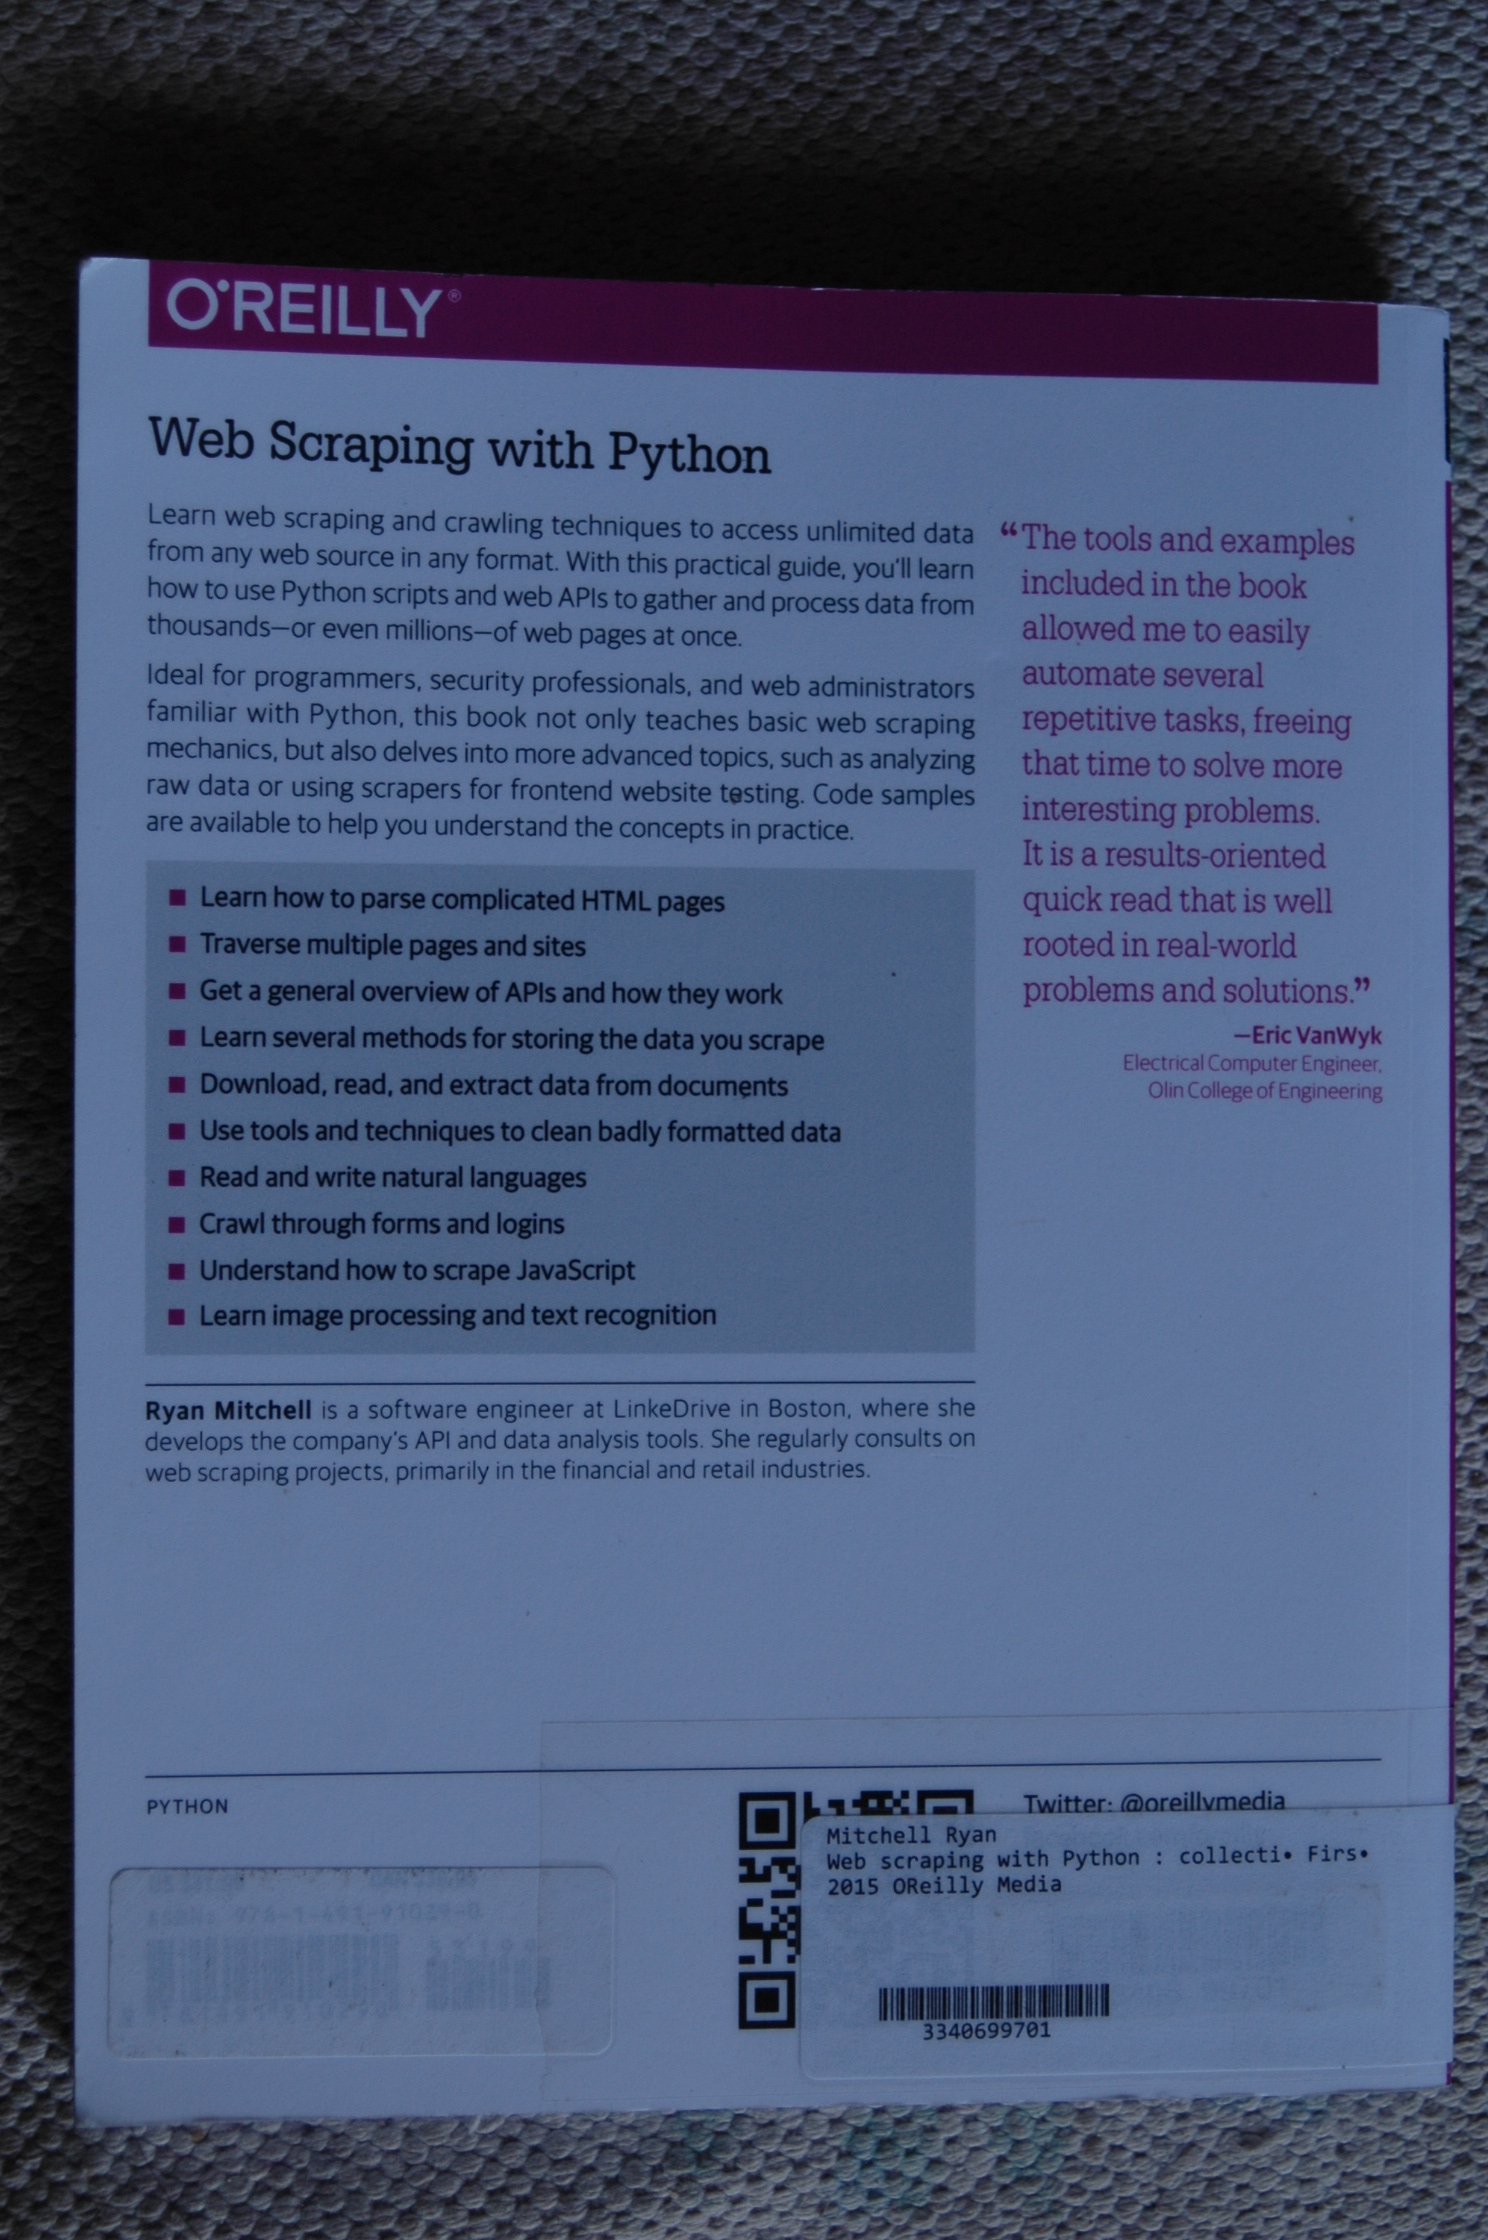 O'REILLY®
Web Scraping with Python
Learn web scraping and crawling techniques to access unlimited data
from any web source in any format. With this practical guide, you'll learn
how to use Python scripts and web APIs to gather and process data from
thousands—or even millions—of web pages at once.
Ideal for programmers, security professionals, and web administrators
familiar with Python, this book not only teaches basic web scraping
mechanics, but also delves into more advanced topics, such as analyzing
raw data or using scrapers for frontend website testing. Code samples
are available to help you understand the concepts in practice.
■ Learn how to parse complicated HTML pages
■ Traverse multiple pages and sites
■ Get a general overview of APIs and how they work
■ Learn several methods for storing the data you scrape
■ Download, read, and extract data from documents
■ Use tools and techniques to clean badly formatted data
■ Read and write natural languages
■ Crawl through forms and logins
■ Understand how to scrape JavaScript
■ Learn image processing and text recognition
Ryan Mitchell is a software engineer at LinkeDrive in Boston, where she
develops the company's API and data analysis tools. She regularly consults on
web scraping projects, primarily in the financial and retail industries.
“The tools and examples
included in the book
allowed me to easily
automate several
repetitive tasks, freeing
that time to solve more
interesting problems.
It is a results-oriented
quick read that is well
rooted in real-world
problems and solutions.”
—Eric VanWyk
Electrical Computer Engineer,
Olin College of Engineering
PYTHON
ISBN: 978-1-491-91029-0
Twitter: @oreillymedia
Mitchell Ryan
Web scraping with Python : collecti• Firs•
2015 OReilly Media
3340699701